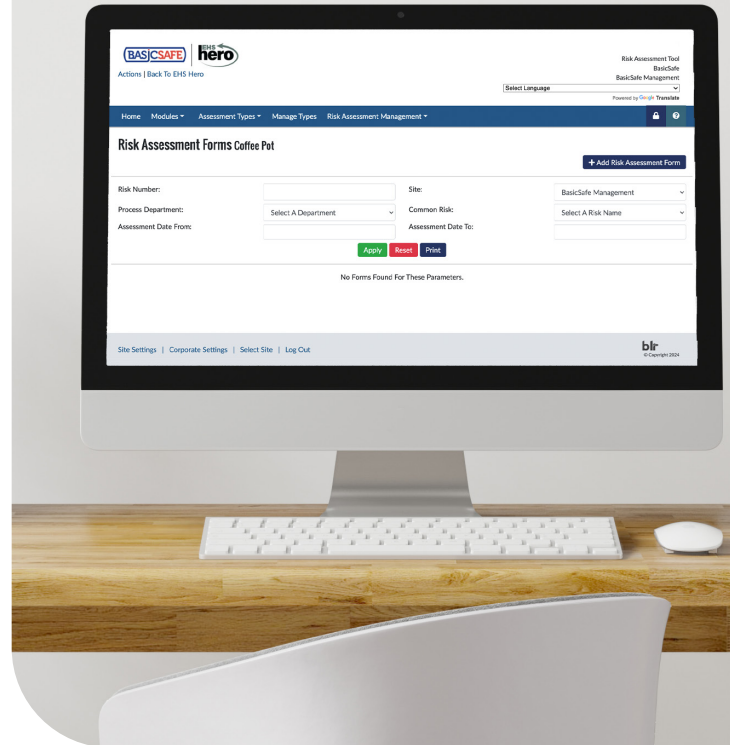 BASICSAFE EHS hero
Actions | Back To EHS Hero
Risk Assessment Tool
BasicSafe
BasicSafe Management
Select Language
Powered by Google Translate
Home Modules Assessment Types Manage Types Risk Assessment Management
Risk Assessment Forms Coffee Pot
+ Add Risk Assessment Form
Risk Number: Site: BasicSafe Management
Process Department: Select A Department Common Risk: Select A Risk Name
Assessment Date From: Assessment Date To:
Apply Reset Print
No Forms Found For These Parameters.
Site Settings | Corporate Settings | Select Site | Log Out
blr
© Copyright 2024